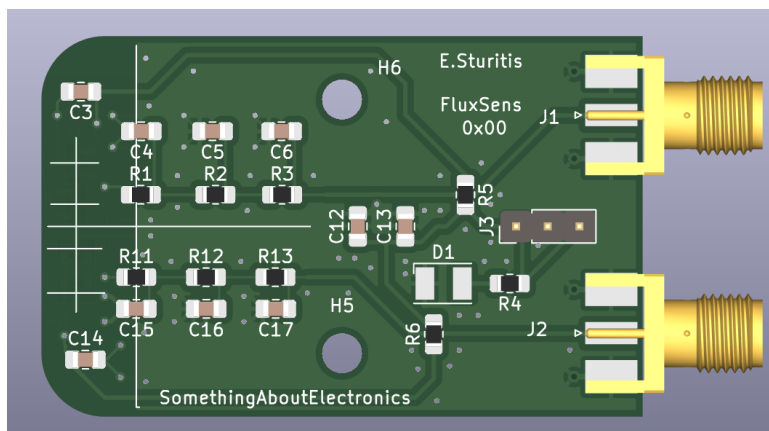 H6
E.Sturitis
FluxSens
0x00
J1
C3
C4
C5
C6
R1
R2
R3
R5
C12
C13
J3
D1
R11
R12
R13
R4
C15
C16
C17
H5
C14
R6
J2
SomethingAboutElectronics